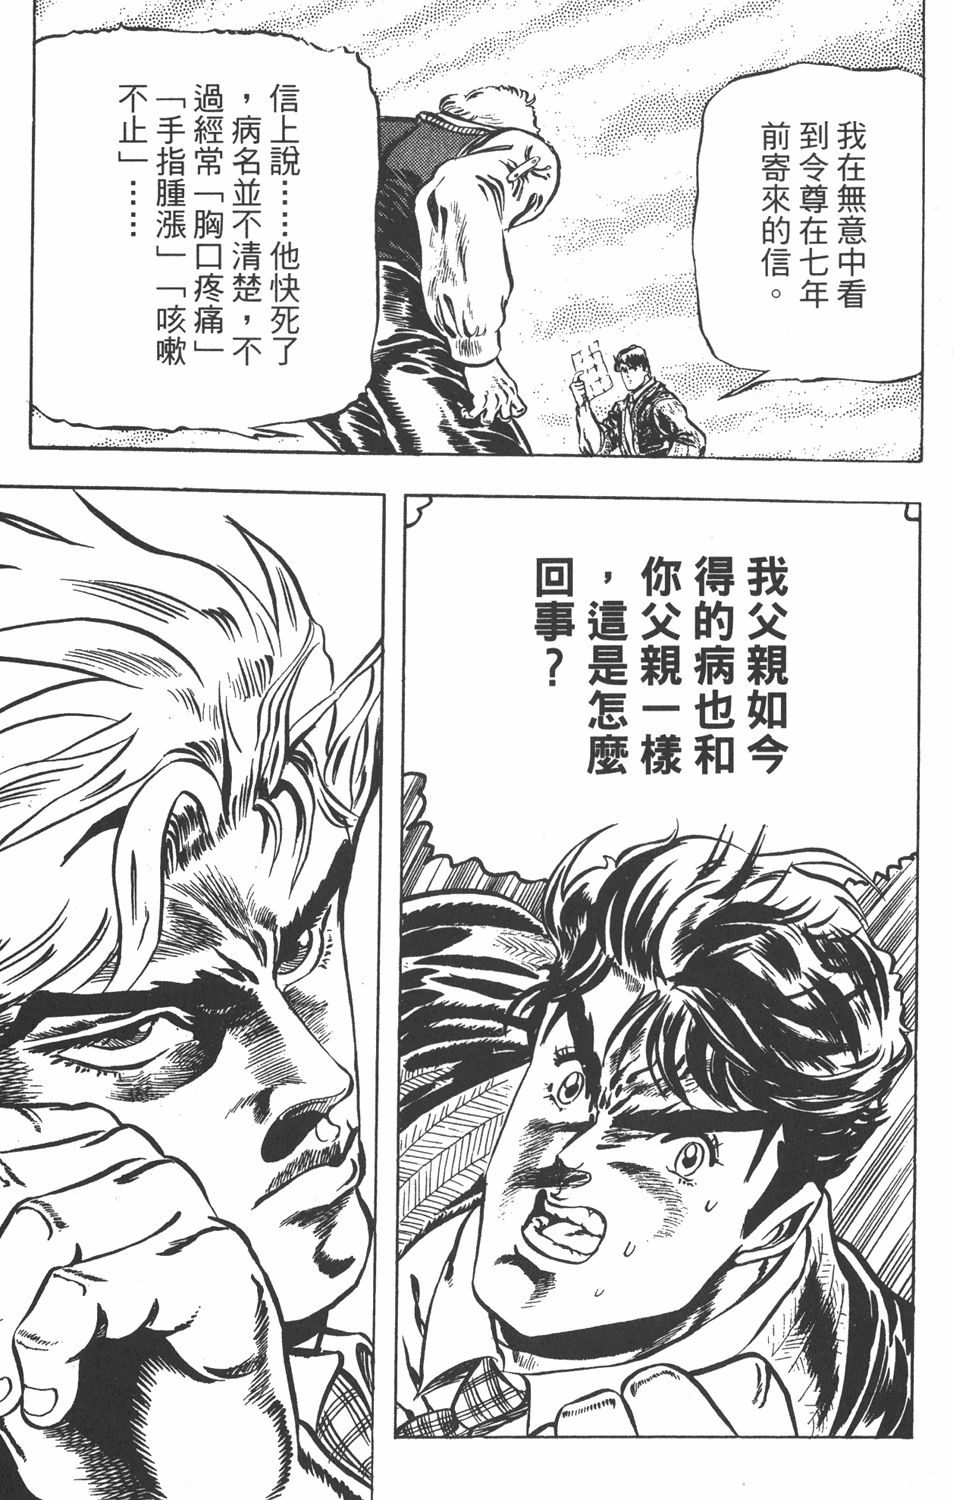 我在無意中看
到令尊在七年
前寄來的信。
信上說……他快死了
，病名並不清楚，不
過經常「胸口疼痛」
「手指腫漲」「咳嗽
不止」……
我父親如今
得的病也和
你父親一樣
，這是怎麼
回事？